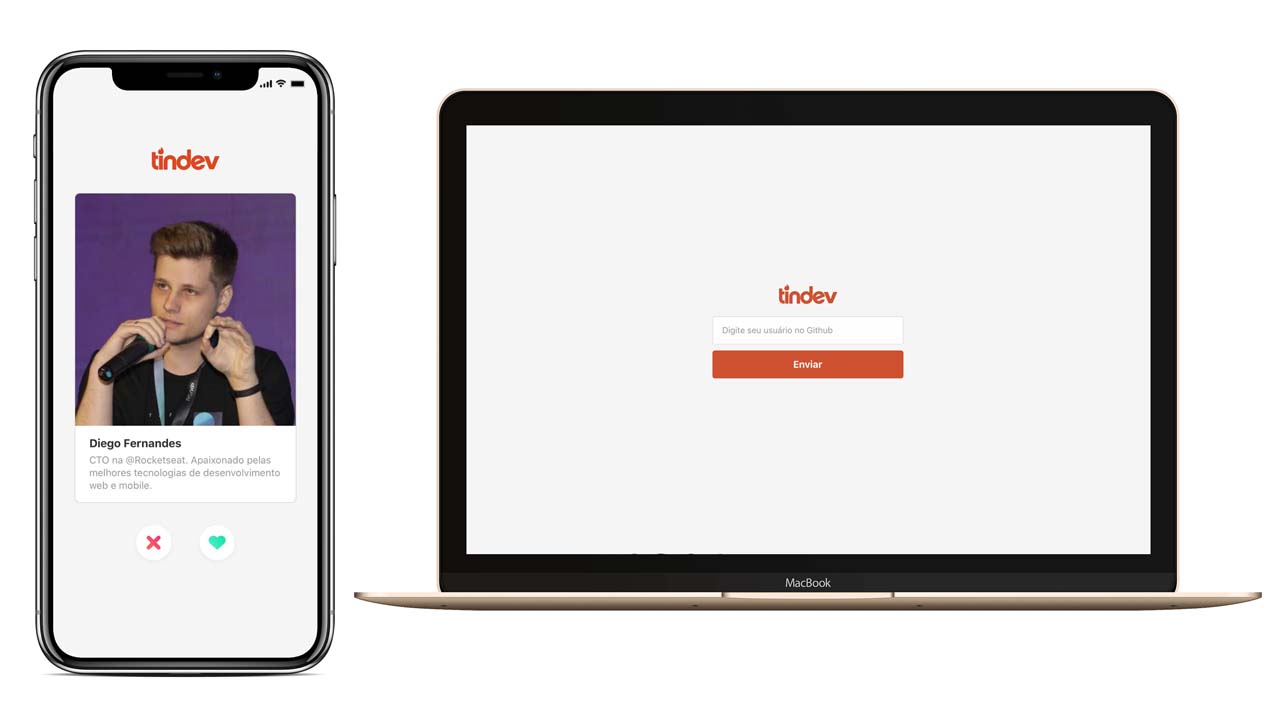 tindev
Diego Fernandes
CTO na @Rocketseat. Apaixonado pelas
melhores tecnologias de desenvolvimento
web e mobile.
tindev
Digite seu usuário no Github
Enviar
MacBook